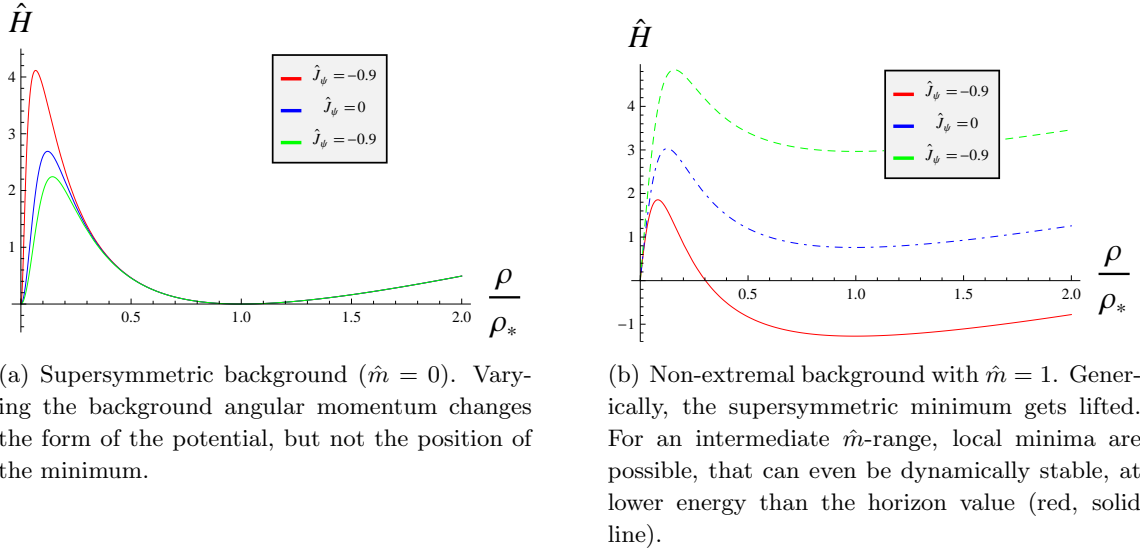 Ĥ
4
3
2
1
0.5 1.0 1.5 2.0
Ĵψ = −0.9
Ĵψ = 0
Ĵψ = −0.9
ρ
ρ*
(a) Supersymmetric background (m̂ = 0). Vary-
ing the background angular momentum changes
the form of the potential, but not the position of
the minimum.
Ĥ
4
3
2
1
−1
0.5 1.0 1.5 2.0
Ĵψ = −0.9
Ĵψ = 0
Ĵψ = −0.9
ρ
ρ*
(b) Non-extremal background with m̂ = 1. Gener-
ically, the supersymmetric minimum gets lifted.
For an intermediate m̂-range, local minima are
possible, that can even be dynamically stable, at
lower energy than the horizon value (red, solid
line).